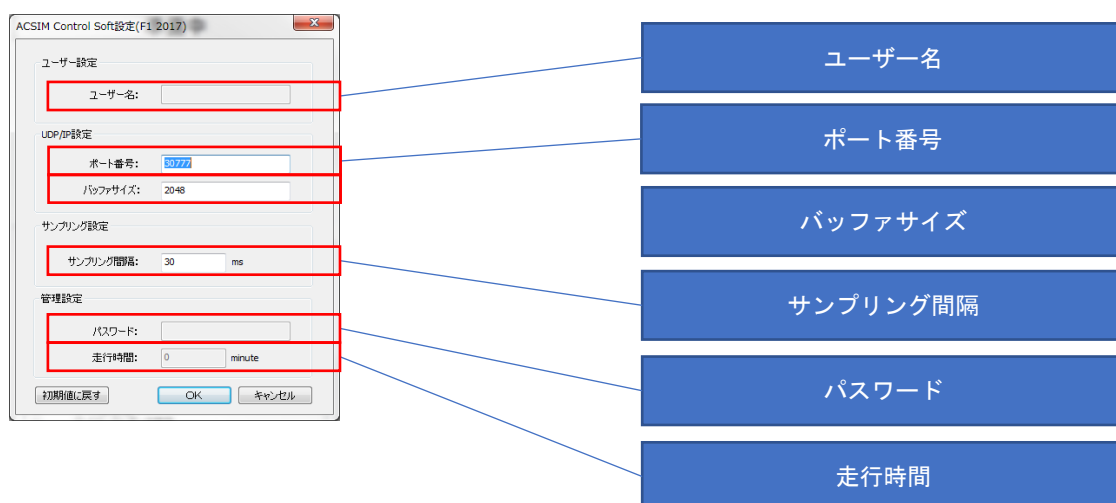 ACSIM Control Soft設定(F1 2017)
ユーザー設定
ユーザー名:
UDP/IP設定
ポート番号: 30777
バッファサイズ: 2048
サンプリング設定
サンプリング間隔: 30 ms
管理設定
パスワード:
走行時間: 0 minute
初期値に戻す OK キャンセル
ユーザー名
ポート番号
バッファサイズ
サンプリング間隔
パスワード
走行時間